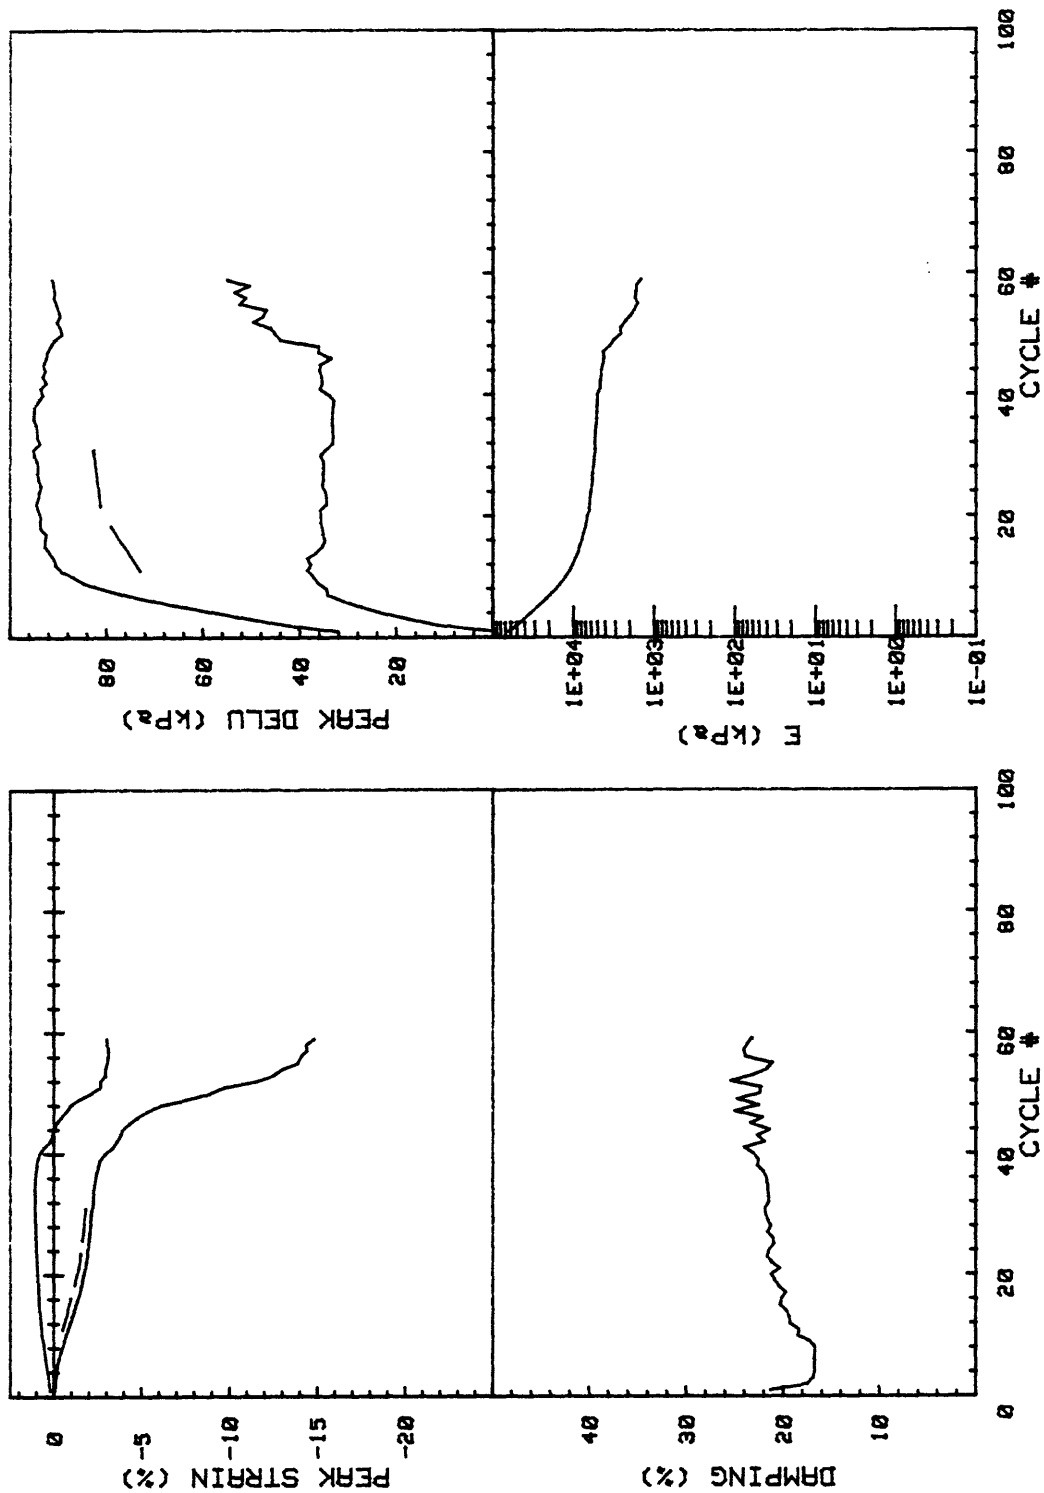 0
-5
-10
-15
-20
PEAK STRAIN (%)
40
30
20
10
DAMPING (%)
0
20
40
60
80
100
CYCLE #
80
60
40
20
PEAK DELU (kPa)
1E+04
1E+03
1E+02
1E+01
1E+00
1E-01
E (kPa)
20
40
60
80
100
CYCLE #